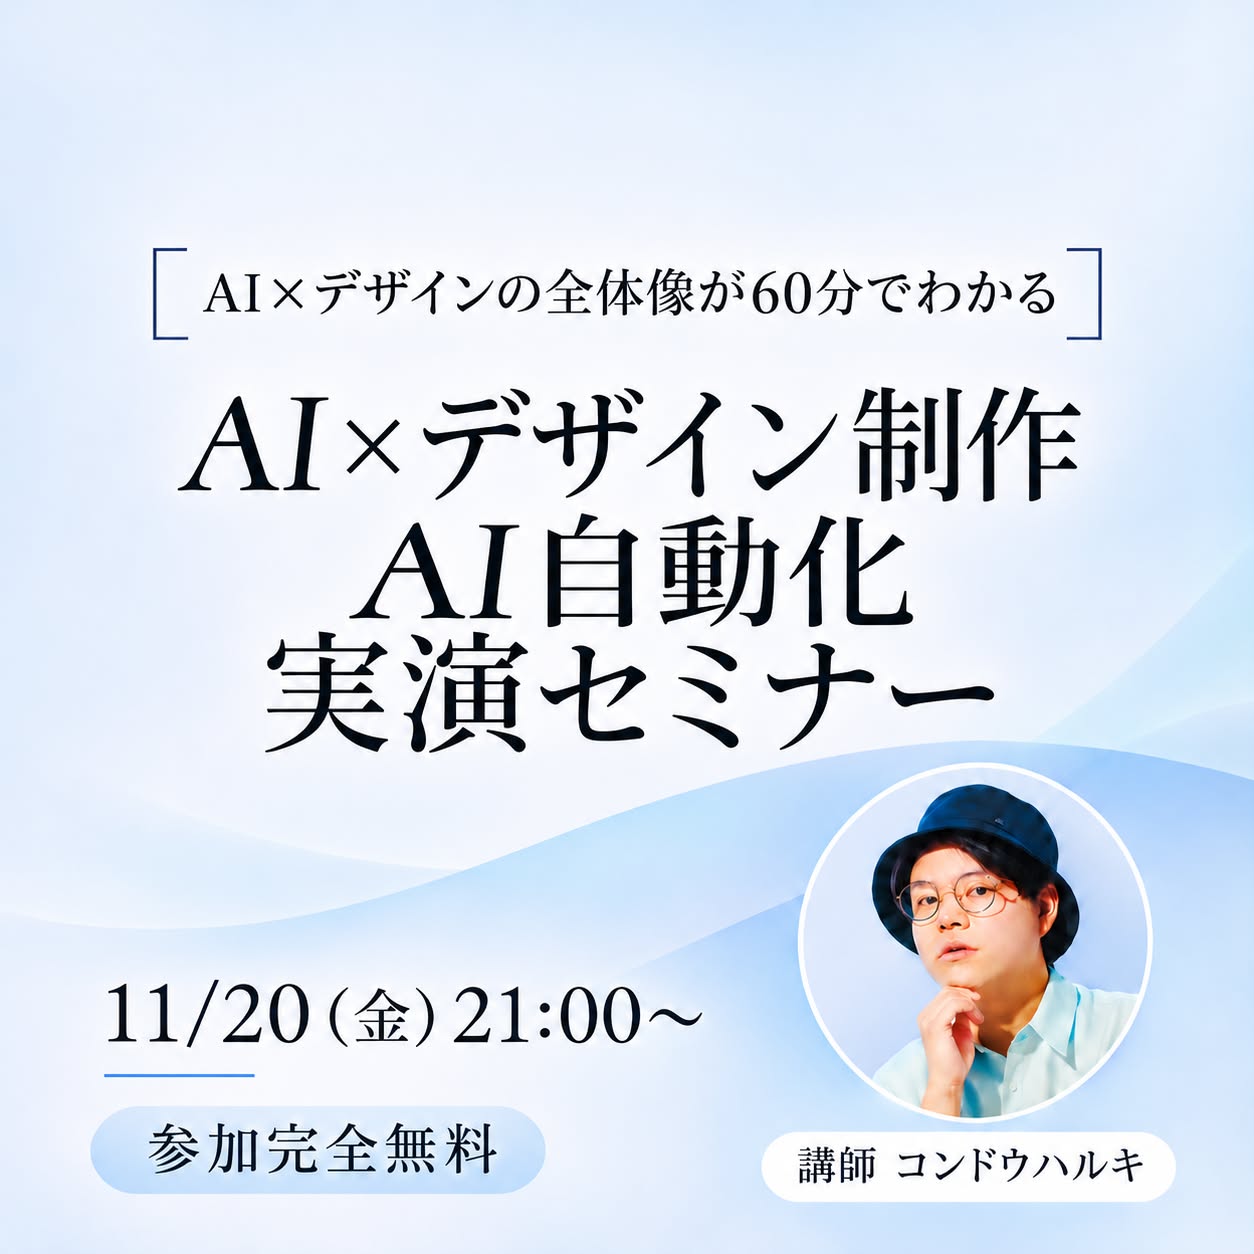 AI×デザインの全体像が60分でわかる
AI×デザイン制作
AI自動化
実演セミナー
11/20(金)21:00〜
参加完全無料
講師 コンドウハルキ